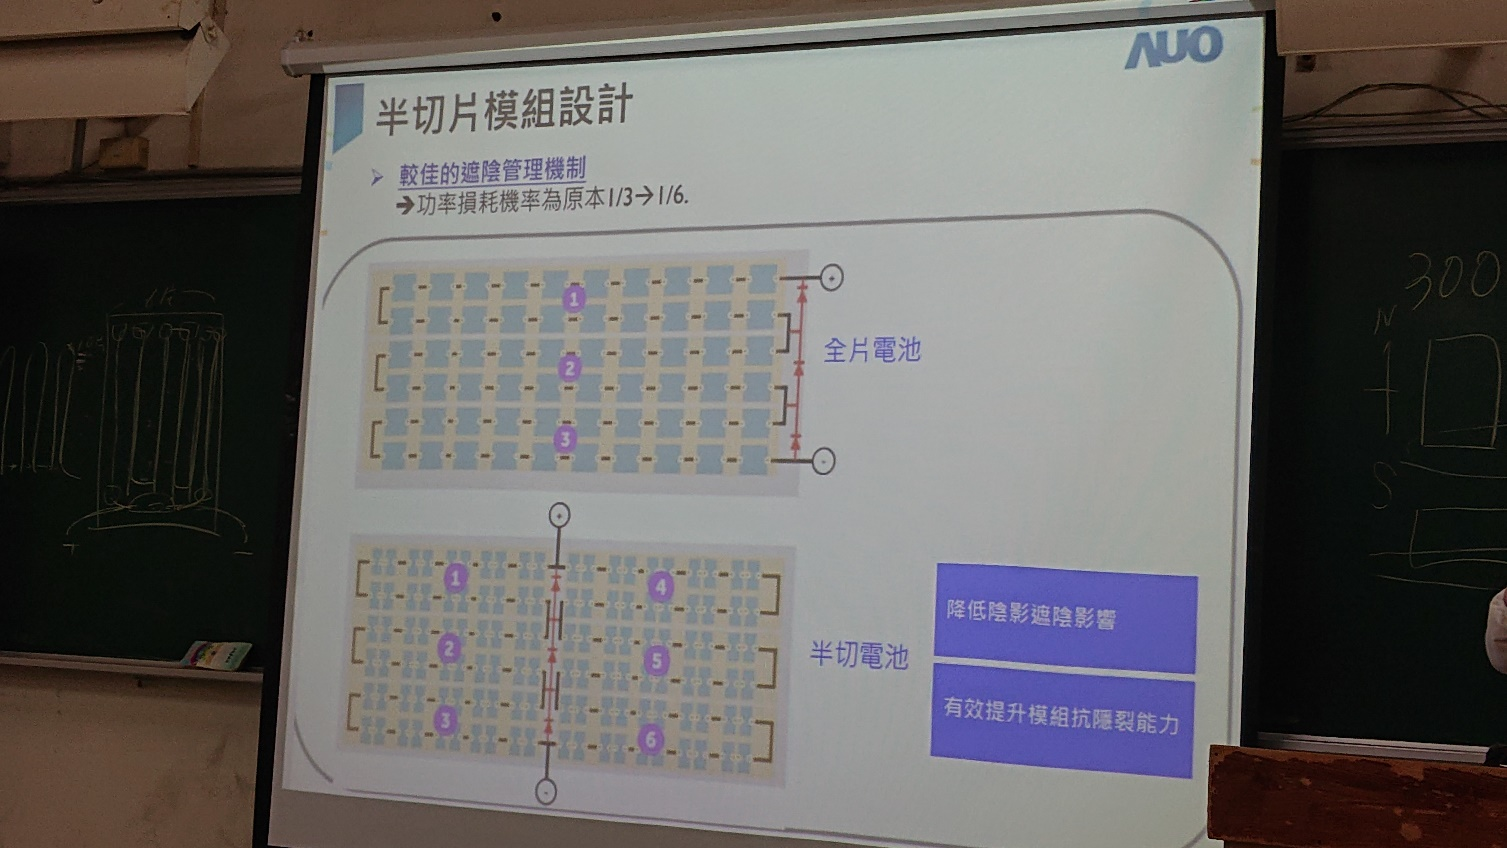 AUO
半切片模組設計
較佳的遮陰管理機制
➔功率損耗機率為原本1/3→1/6.
+
1
2
全片電池
3
-
+
1
4
2
5
半切電池
3
6
-
降低陰影遮陰影響
有效提升模組抗隱裂能力
300
N
S